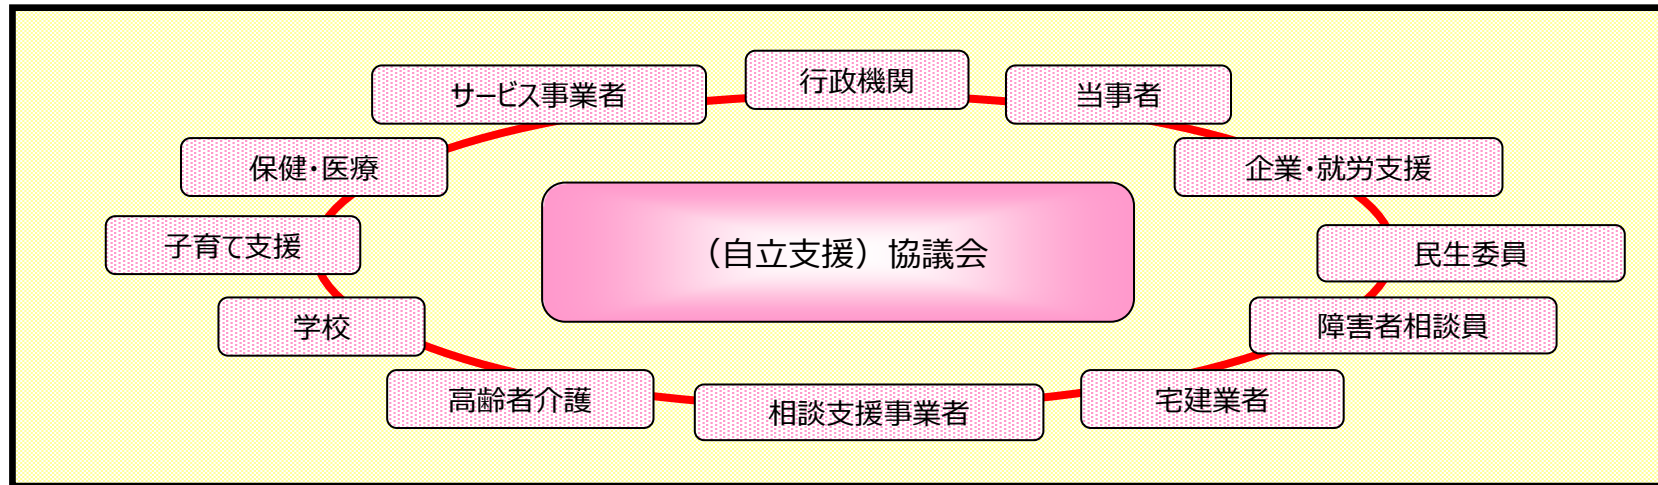 行政機関
サービス事業者
当事者
保健・医療
企業・就労支援
子育て支援
(自立支援)協議会
民生委員
学校
障害者相談員
高齢者介護
相談支援事業者
宅建業者